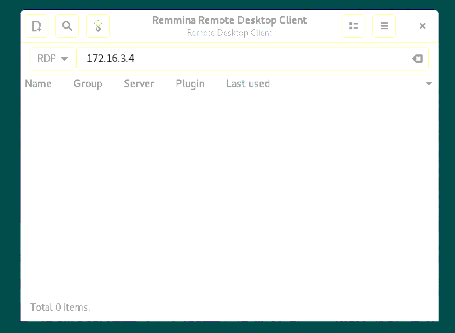 Remmina Remote Desktop Client
Remote Desktop Client
RDP 172.16.3.4
Name Group Server Plugin Last used
Total 0 items.